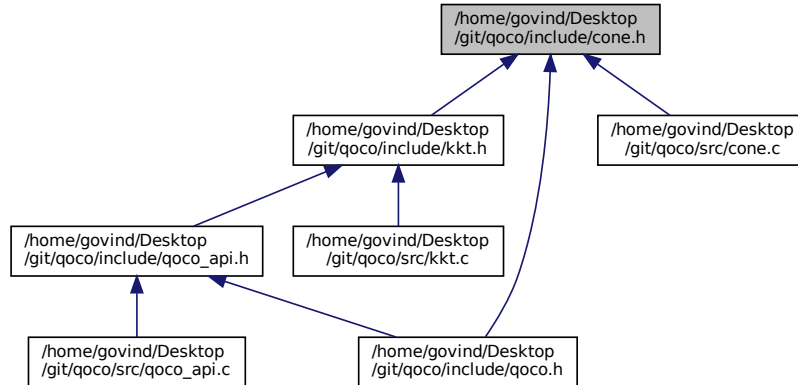 /home/govind/Desktop
/git/qoco/include/cone.h
/home/govind/Desktop
/git/qoco/include/kkt.h
/home/govind/Desktop
/git/qoco/src/cone.c
/home/govind/Desktop
/git/qoco/include/qoco_api.h
/home/govind/Desktop
/git/qoco/src/kkt.c
/home/govind/Desktop
/git/qoco/src/qoco_api.c
/home/govind/Desktop
/git/qoco/include/qoco.h